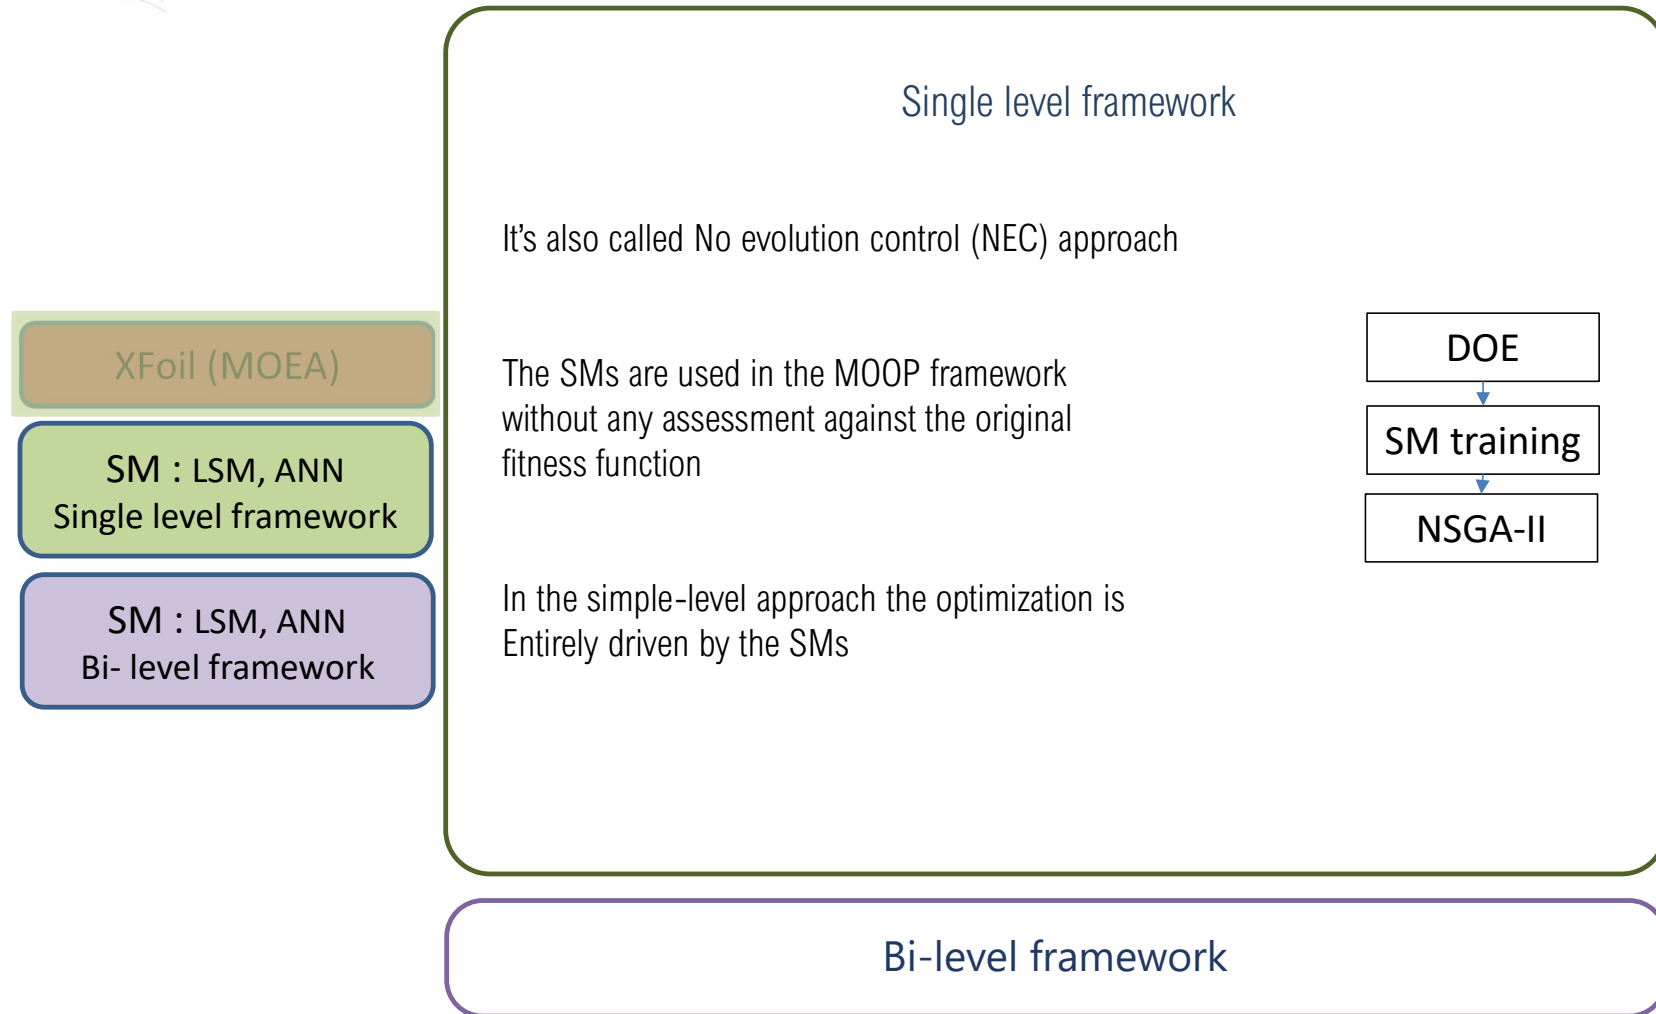 Single level framework
It’s also called No evolution control (NEC) approach
XFoil (MOEA)
SM : LSM, ANN
Single level framework
SM : LSM, ANN
Bi- level framework
The SMs are used in the MOOP framework
without any assessment against the original
fitness function
In the simple-level approach the optimization is
Entirely driven by the SMs
DOE
SM training
NSGA-II
Bi-level framework